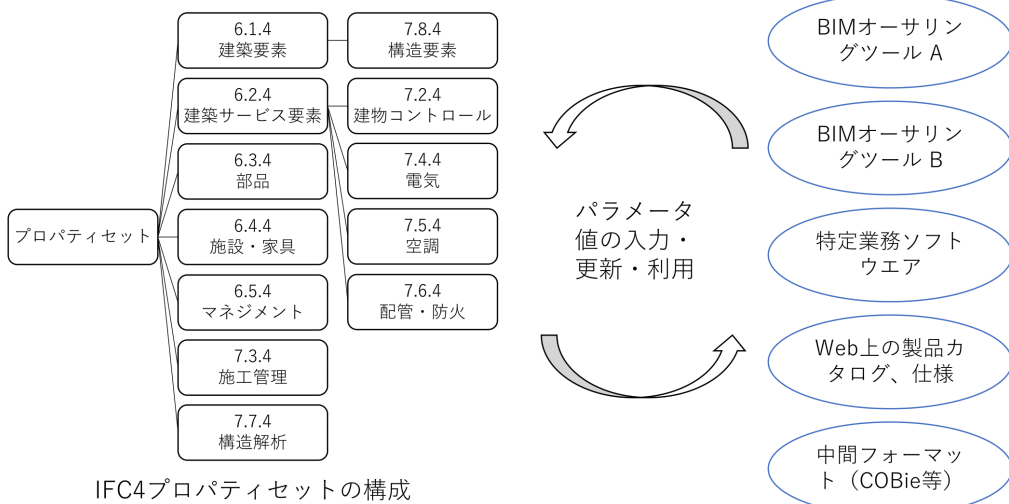 プロパティセット
6.1.4
建築要素
6.2.4
建築サービス要素
6.3.4
部品
6.4.4
施設・家具
6.5.4
マネジメント
7.3.4
施工管理
7.7.4
構造解析
7.8.4
構造要素
7.2.4
建物コントロール
7.4.4
電気
7.5.4
空調
7.6.4
配管・防火
IFC4プロパティセットの構成
パラメータ
値の入力・
更新・利用
BIMオーサリン
グツール A
BIMオーサリン
グツール B
特定業務ソフト
ウエア
Web上の製品カ
タログ、仕様
中間フォーマッ
ト（COBie等）